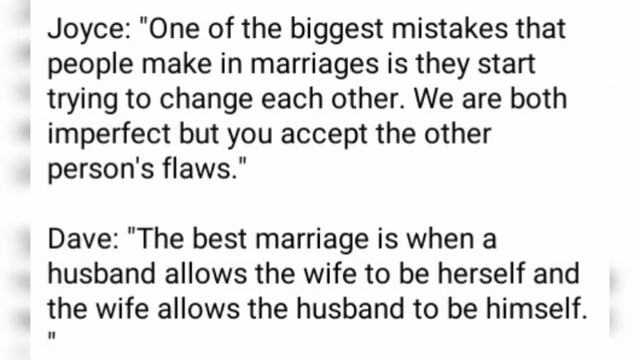 Joyce: "One of the biggest mistakes that
people make in marriages is they start
trying to change each other. We are both
imperfect but you accept the other
person's flaws."
Dave: "The best marriage is when a
husband allows the wife to be herself and
the wife allows the husband to be himself.
"